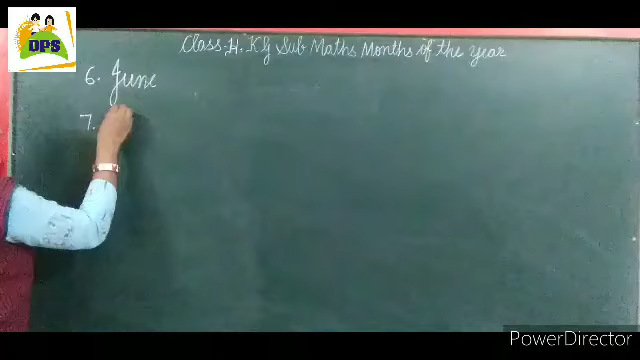 DPS
Class. H. KG Sub Maths Months of the year
6. June
7.
PowerDirector